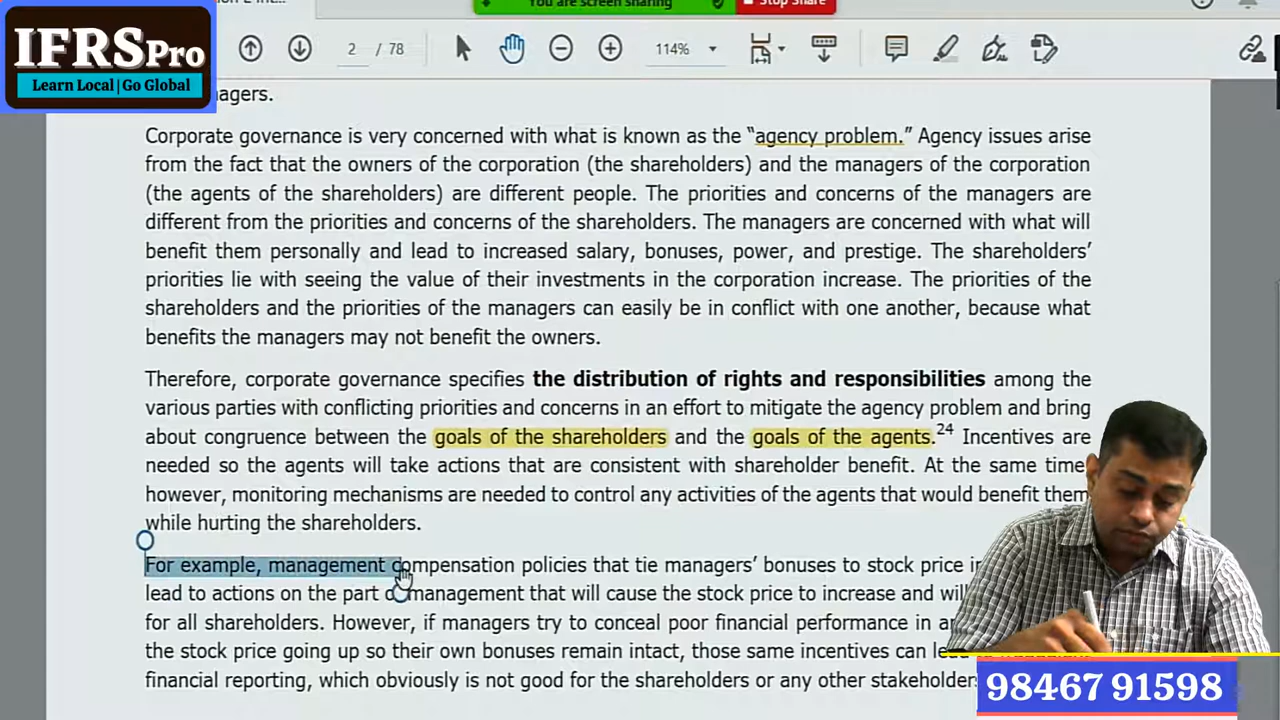 You are screen sharing
Stop Share
IFRSPro
Learn Local|Go Global
2 / 78
114%
agers.
Corporate governance is very concerned with what is known as the “agency problem.” Agency issues arise
from the fact that the owners of the corporation (the shareholders) and the managers of the corporation
(the agents of the shareholders) are different people. The priorities and concerns of the managers are
different from the priorities and concerns of the shareholders. The managers are concerned with what will
benefit them personally and lead to increased salary, bonuses, power, and prestige. The shareholders’
priorities lie with seeing the value of their investments in the corporation increase. The priorities of the
shareholders and the priorities of the managers can easily be in conflict with one another, because what
benefits the managers may not benefit the owners.
Therefore, corporate governance specifies the distribution of rights and responsibilities among the
various parties with conflicting priorities and concerns in an effort to mitigate the agency problem and bring
about congruence between the goals of the shareholders and the goals of the agents.24 Incentives are
needed so the agents will take actions that are consistent with shareholder benefit. At the same time
however, monitoring mechanisms are needed to control any activities of the agents that would benefit them
while hurting the shareholders.
For example, management compensation policies that tie managers’ bonuses to stock price
lead to actions on the part of management that will cause the stock price to increase and will
for all shareholders. However, if managers try to conceal poor financial performance in
the stock price going up so their own bonuses remain intact, those same incentives can
financial reporting, which obviously is not good for the shareholders or any other stakeholders
98467 91598